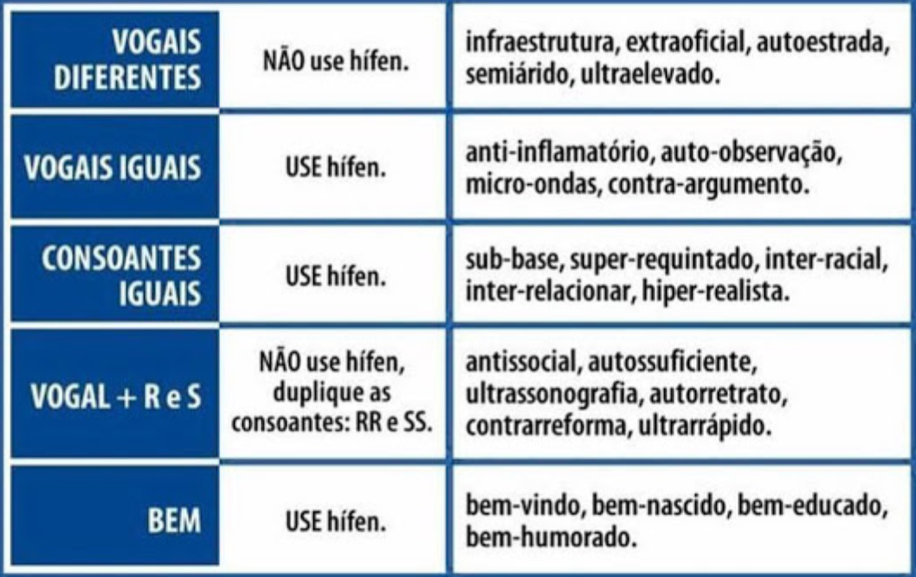 VOGAIS
DIFERENTES
NÃO use hífen.
infraestrutura, extraoficial, autoestrada,
semiárido, ultraelevado.
VOGAIS IGUAIS
USE hífen.
anti-inflamatório, auto-observação,
micro-ondas, contra-argumento.
CONSOANTES
IGUAIS
USE hífen.
sub-base, super-requintado, inter-racial,
inter-relacionar, hiper-realista.
VOGAL + R e S
NÃO use hífen,
duplique as
consoantes: RR e SS.
antissocial, autossuficiente,
ultrassonografia, autorretrato,
contrarreforma, ultrarrápido.
BEM
USE hífen.
bem-vindo, bem-nascido, bem-educado,
bem-humorado.